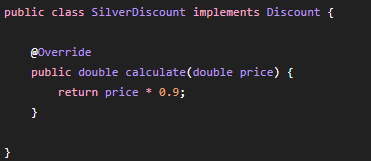 public class SilverDiscount implements Discount {
    @Override
    public double calculate(double price) {
        return price * 0.9;
    }
}